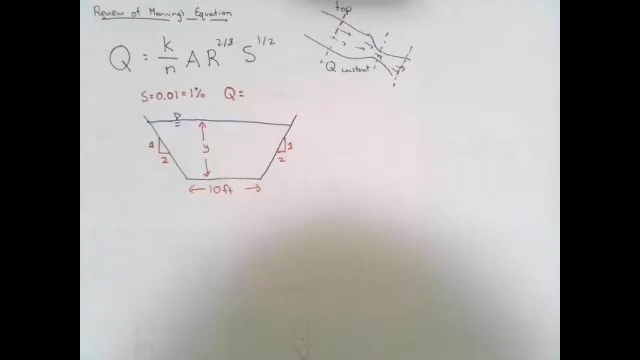 Review of Manning's Equation
top
Q = k/n A R^2/3 S^1/2
Q constant
S=0.01=1% Q=
1 2
y
1 2
10ft